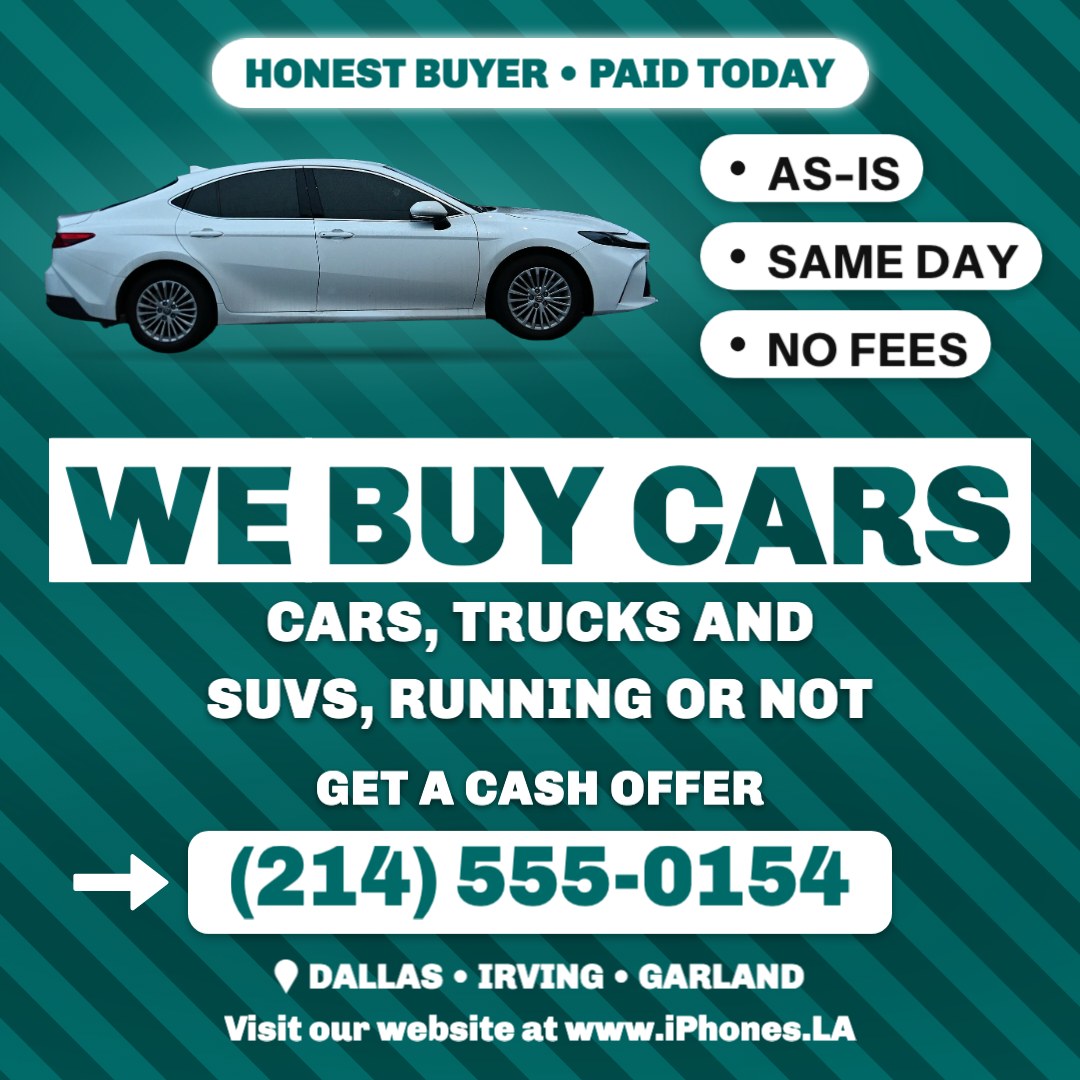 HONEST BUYER • PAID TODAY
• AS-IS
• SAME DAY
• NO FEES
WE BUY CARS
CARS, TRUCKS AND
SUVS, RUNNING OR NOT
GET A CASH OFFER
(214) 555-0154
DALLAS • IRVING • GARLAND
Visit our website at www.iPhones.LA